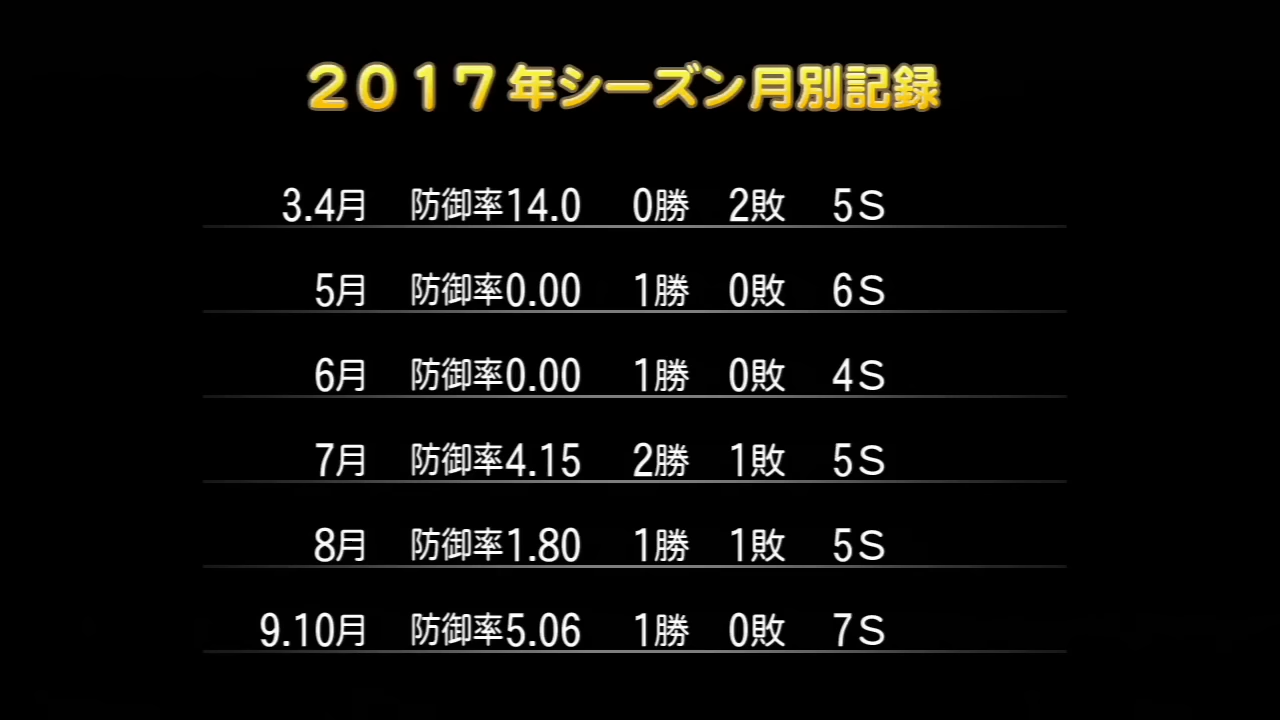 ２０１７年シーズン月別記録
3.4月 防御率14.0 0勝 2敗 5S
5月 防御率0.00 1勝 0敗 6S
6月 防御率0.00 1勝 0敗 4S
7月 防御率4.15 2勝 1敗 5S
8月 防御率1.80 1勝 1敗 5S
9.10月 防御率5.06 1勝 0敗 7S